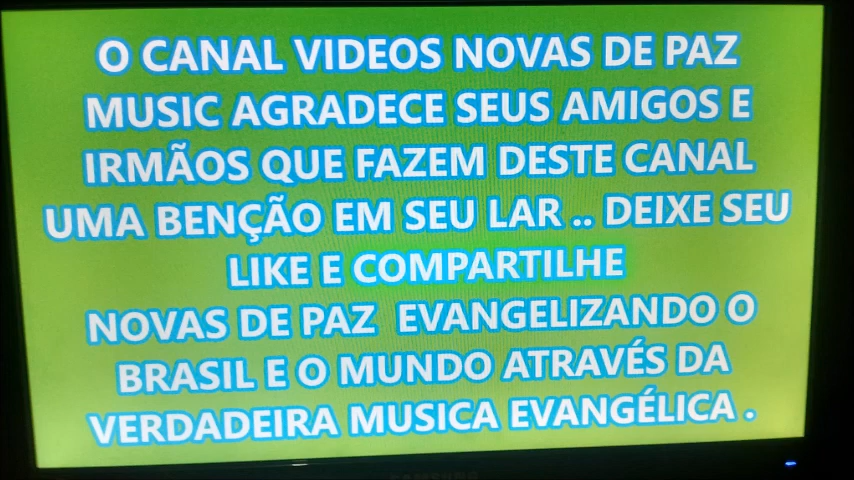 O CANAL VIDEOS NOVAS DE PAZ
MUSIC AGRADECE SEUS AMIGOS E
IRMÃOS QUE FAZEM DESTE CANAL
UMA BENÇÃO EM SEU LAR .. DEIXE SEU
LIKE E COMPARTILHE
NOVAS DE PAZ EVANGELIZANDO O
BRASIL E O MUNDO ATRAVÉS DA
VERDADEIRA MUSICA EVANGÉLICA .
SAMSUNG